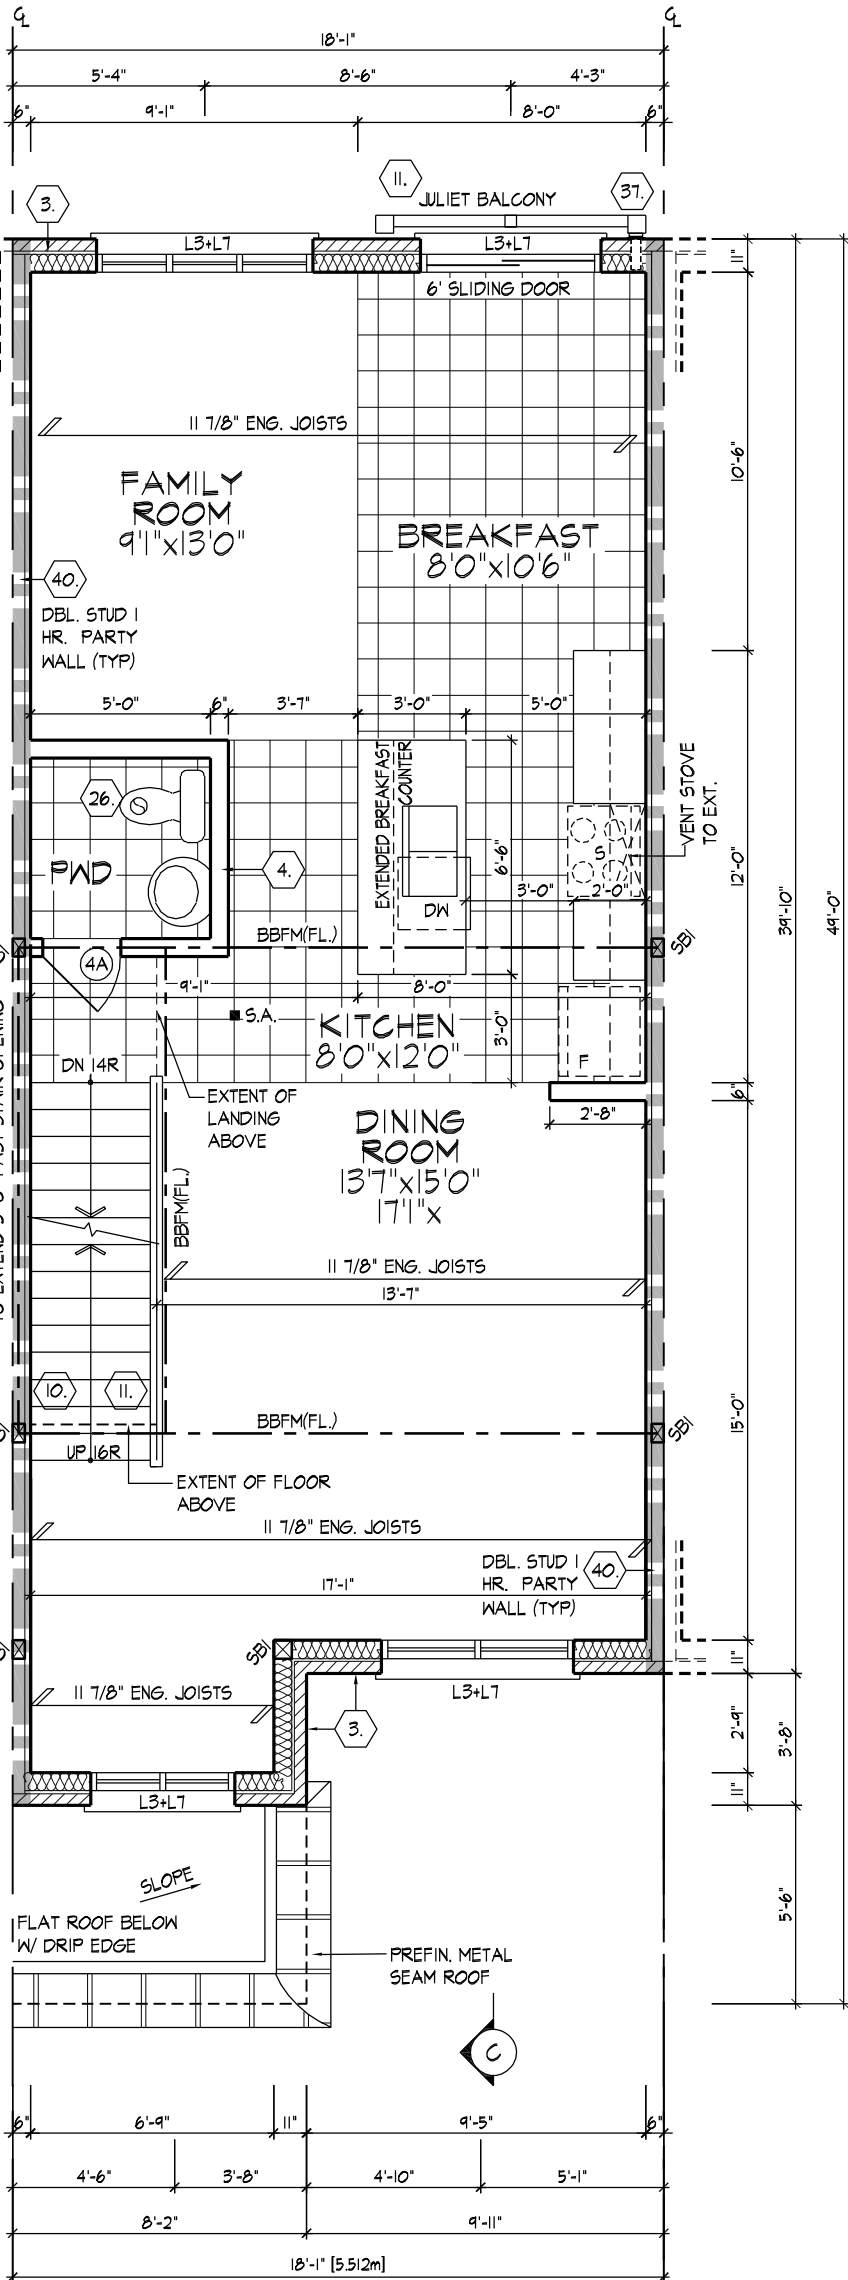 ℄ ℄
18'-1"
5'-4" 8'-6" 4'-3"
6" 9'-1" 8'-0" 6"
11. 37.
3. JULIET BALCONY
L3+L7 L3+L7
11"
6' SLIDING DOOR
11 7/8" ENG. JOISTS
10'-6"
FAMILY
ROOM
9'1"x13'0"
BREAKFAST
8'0"x10'6"
40.
DBL. STUD 1
HR. PARTY
WALL (TYP)
5'-0" 6" 3'-7" 3'-0" 5'-0"
EXTENDED BREAKFAST
COUNTER
VENT STOVE
TO EXT.
26.
PWD
4.
6'-6"
S
12'-0"
3'-0" 2'-0"
DW
39'-10"
49'-0"
BBFM(FL.)
SB1
4A
9'-1" 8'-0"
S.A.
KITCHEN
8'0"x12'0"
3'-0"
F
DN 14R
6"
EXTENT OF
LANDING
ABOVE
2'-8"
DINING
ROOM
13'7"x15'0"
17'1"x
BBFM(FL.)
11 7/8" ENG. JOISTS
13'-7"
10. 11.
15'-0"
BBFM(FL.)
SB1
UP 16R
EXTENT OF FLOOR
ABOVE
11 7/8" ENG. JOISTS
DBL. STUD 1
HR. PARTY
WALL (TYP)
40.
17'-1"
SB1
11"
11 7/8" ENG. JOISTS
L3+L7
3.
2'-9"
3'-8"
11"
L3+L7
SLOPE
5'-6"
FLAT ROOF BELOW
W/ DRIP EDGE
PREFIN. METAL
SEAM ROOF
C
6" 6'-9" 11" 9'-5" 6"
4'-6" 3'-8" 4'-10" 5'-1"
8'-2" 9'-11"
18'-1" [5.512m]